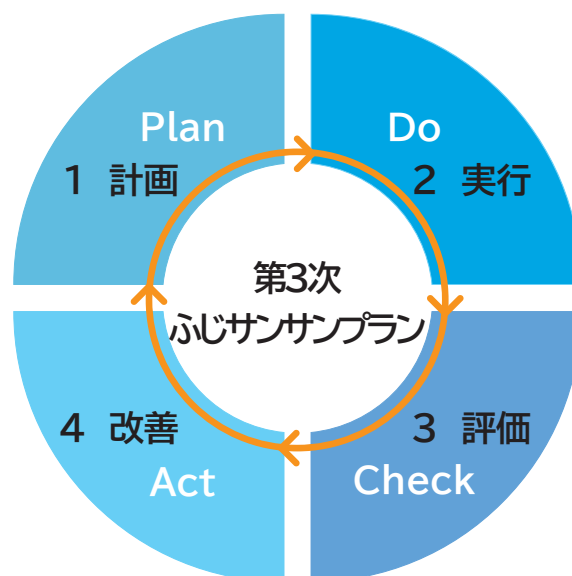 Plan
1 計画
Do
2 実行
第3次
ふじサンサンプラン
3 評価
Check
4 改善
Act